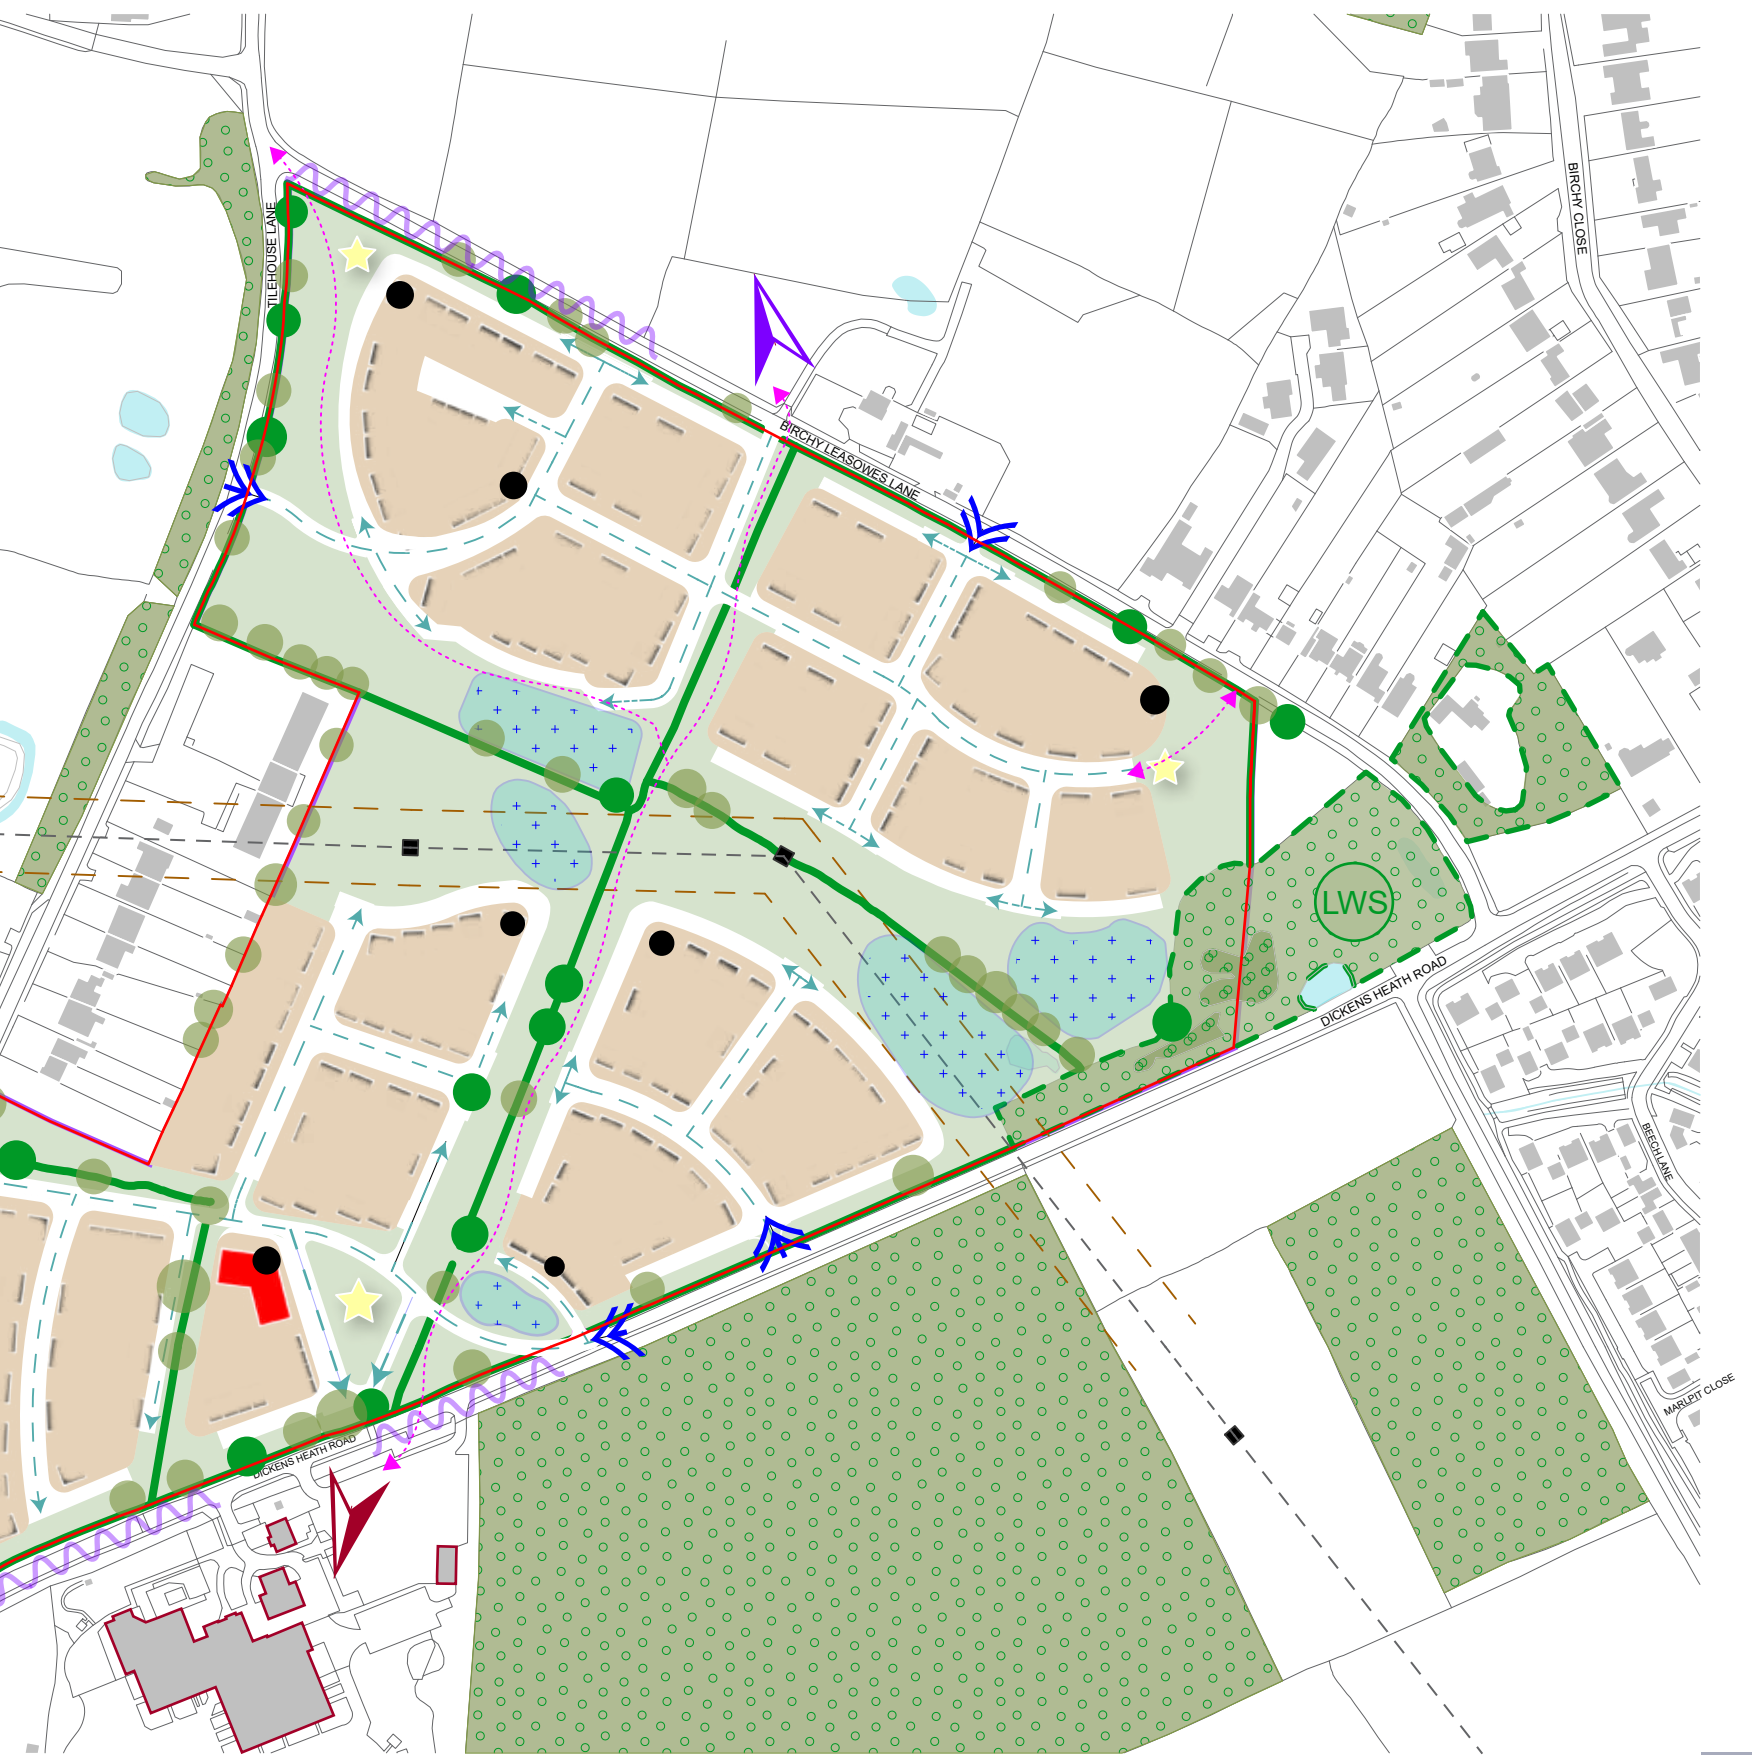 BIRCHY CLOSE
TILEHOUSE LANE
BIRCHY LEASOWES LANE
LWS
DICKENS HEATH ROAD
BEECH LANE
MARLPIT CLOSE
DICKENS HEATH ROAD